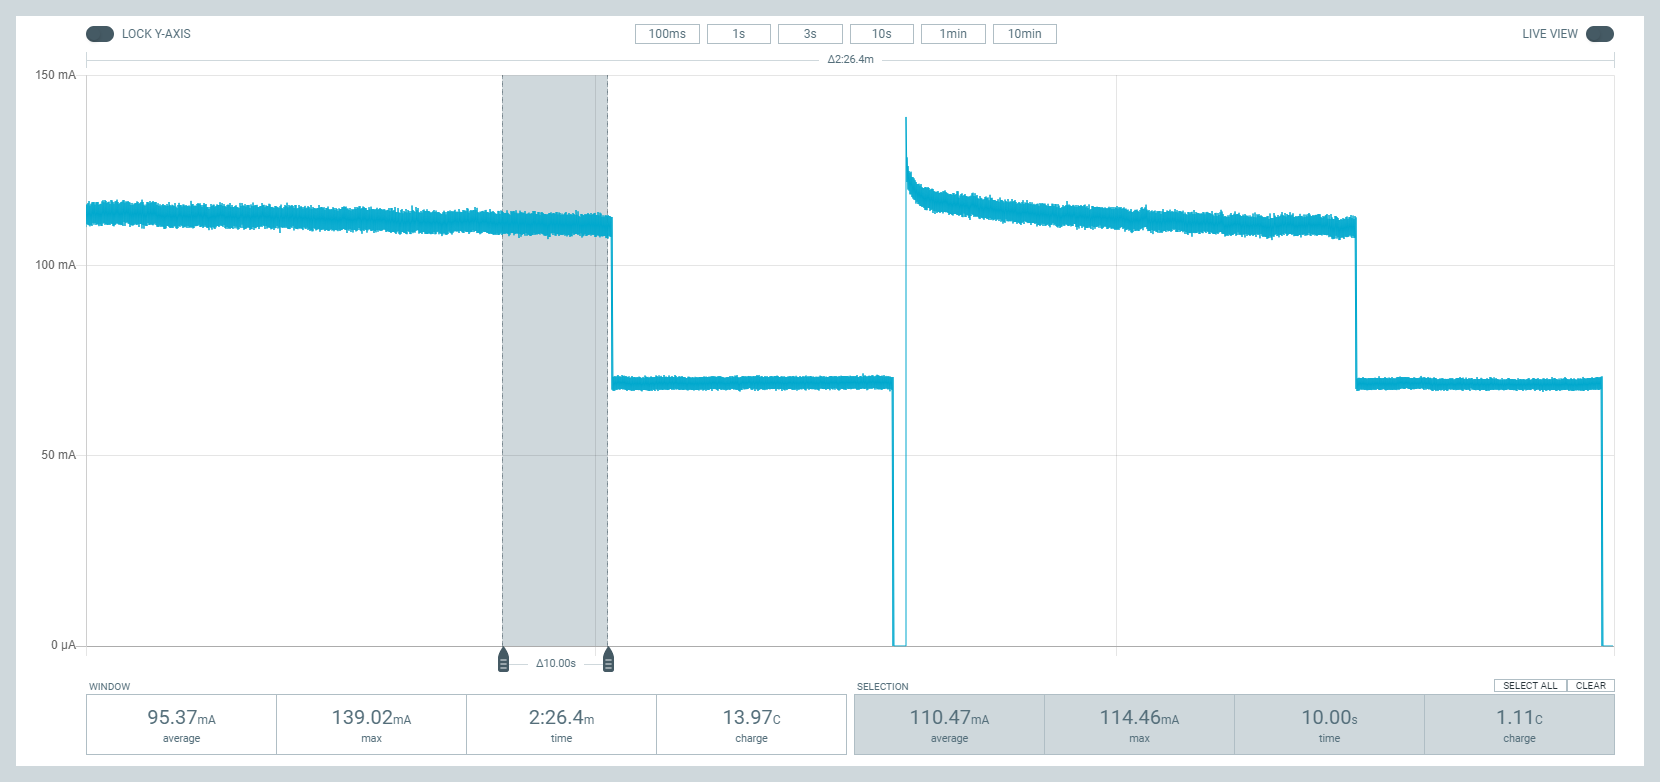 LOCK Y-AXIS
100ms 1s 3s 10s 1min 10min
LIVE VIEW
Δ2:26.4m
150 mA
100 mA
50 mA
0 µA
Δ10.00s
WINDOW
95.37mA 139.02mA 2:26.4m 13.97C
average max time charge
SELECTION
SELECT ALL CLEAR
110.47mA 114.46mA 10.00s 1.11C
average max time charge